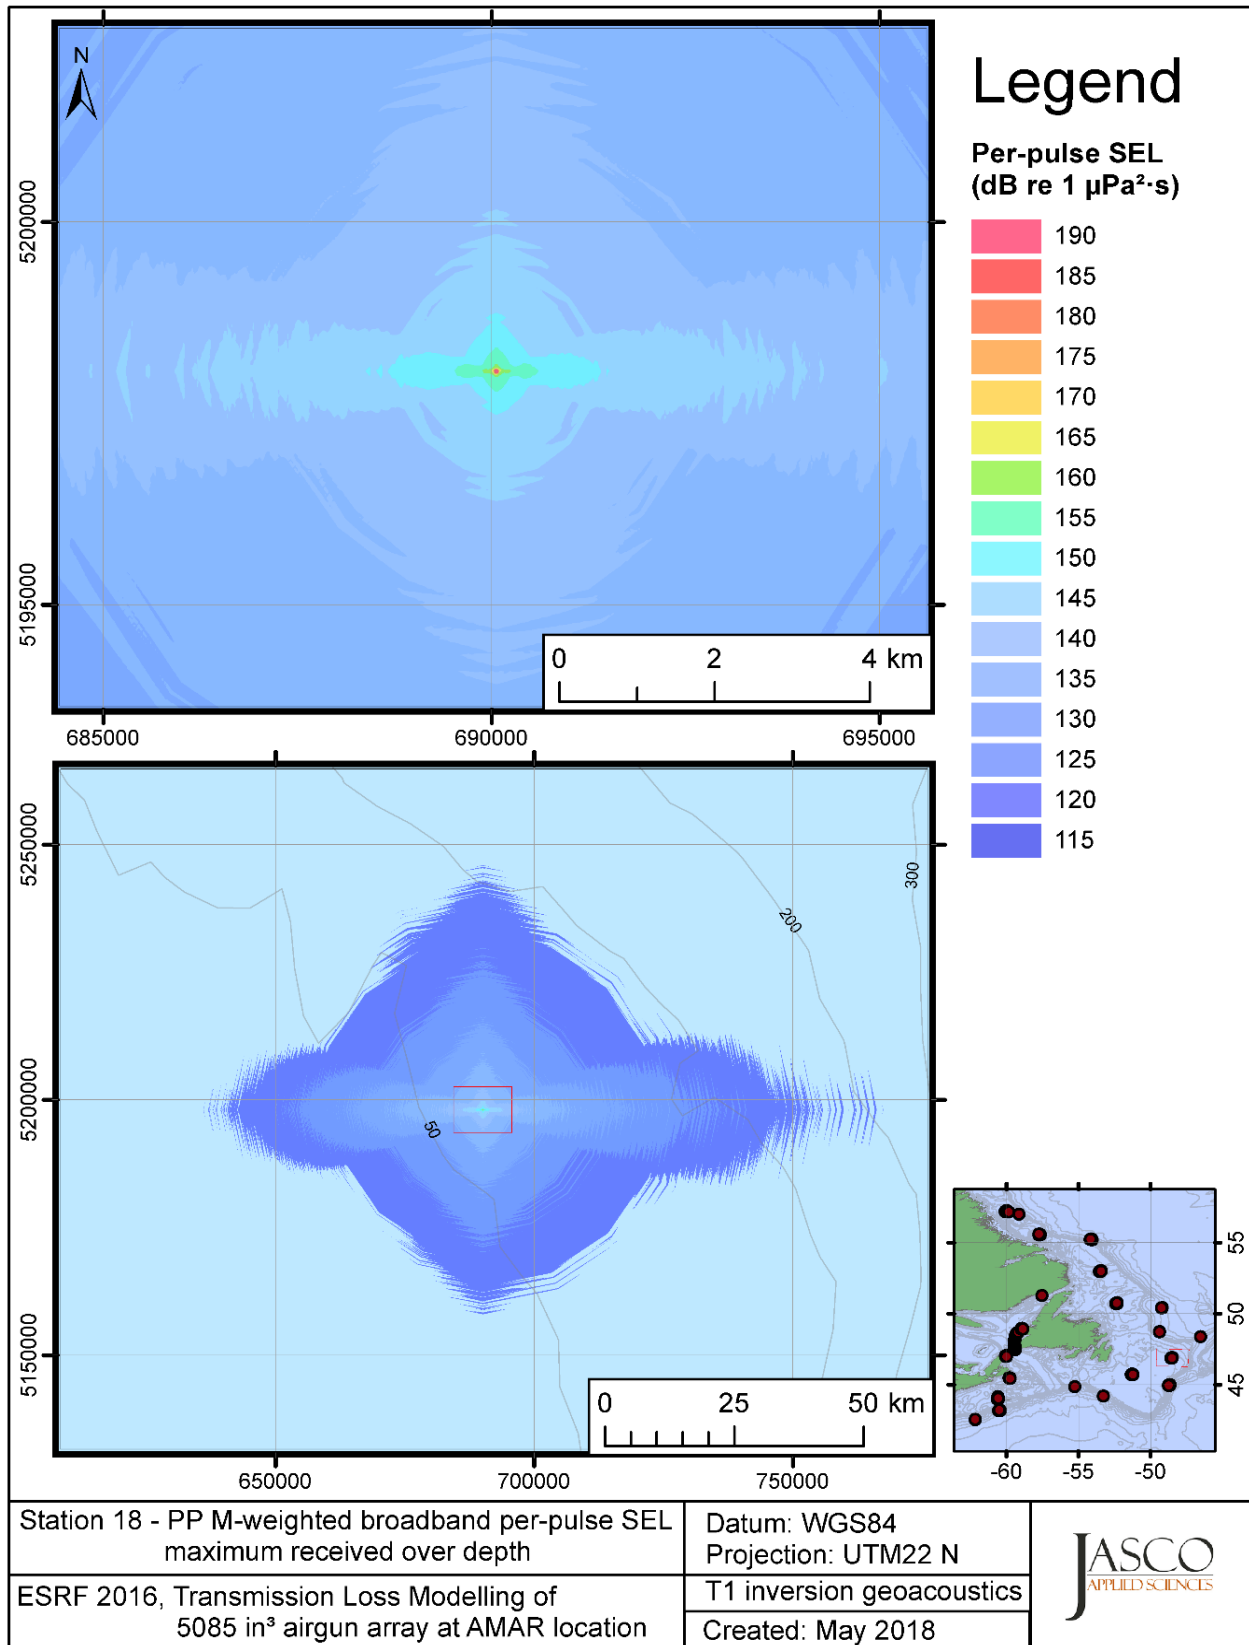 N
5200000
5195000
0 2 4 km
685000 690000 695000
Legend
Per-pulse SEL
(dB re 1 µPa²·s)
190
185
180
175
170
165
160
155
150
145
140
135
130
125
120
115
5250000
5200000
5150000
300
200
50
0 25 50 km
650000 700000 750000
55
50
45
-60 -55 -50
Station 18 - PP M-weighted broadband per-pulse SEL
maximum received over depth
ESRF 2016, Transmission Loss Modelling of
5085 in³ airgun array at AMAR location
Datum: WGS84
Projection: UTM22 N
T1 inversion geoacoustics
Created: May 2018
JASCO
APPLIED SCIENCES